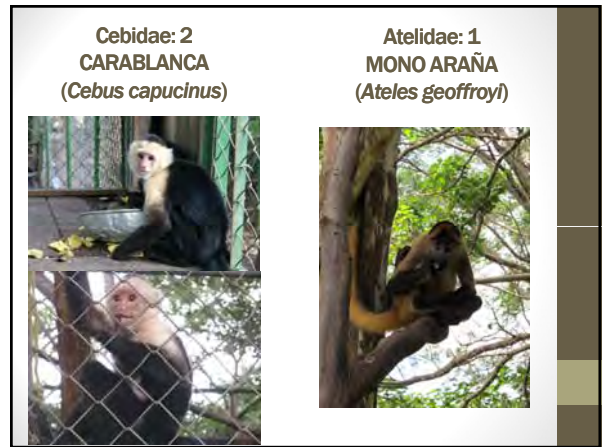 Cebidae: 2
CARABLANCA
(Cebus capucinus)
Atelidae: 1
MONO ARAÑA
(Ateles geoffroyi)